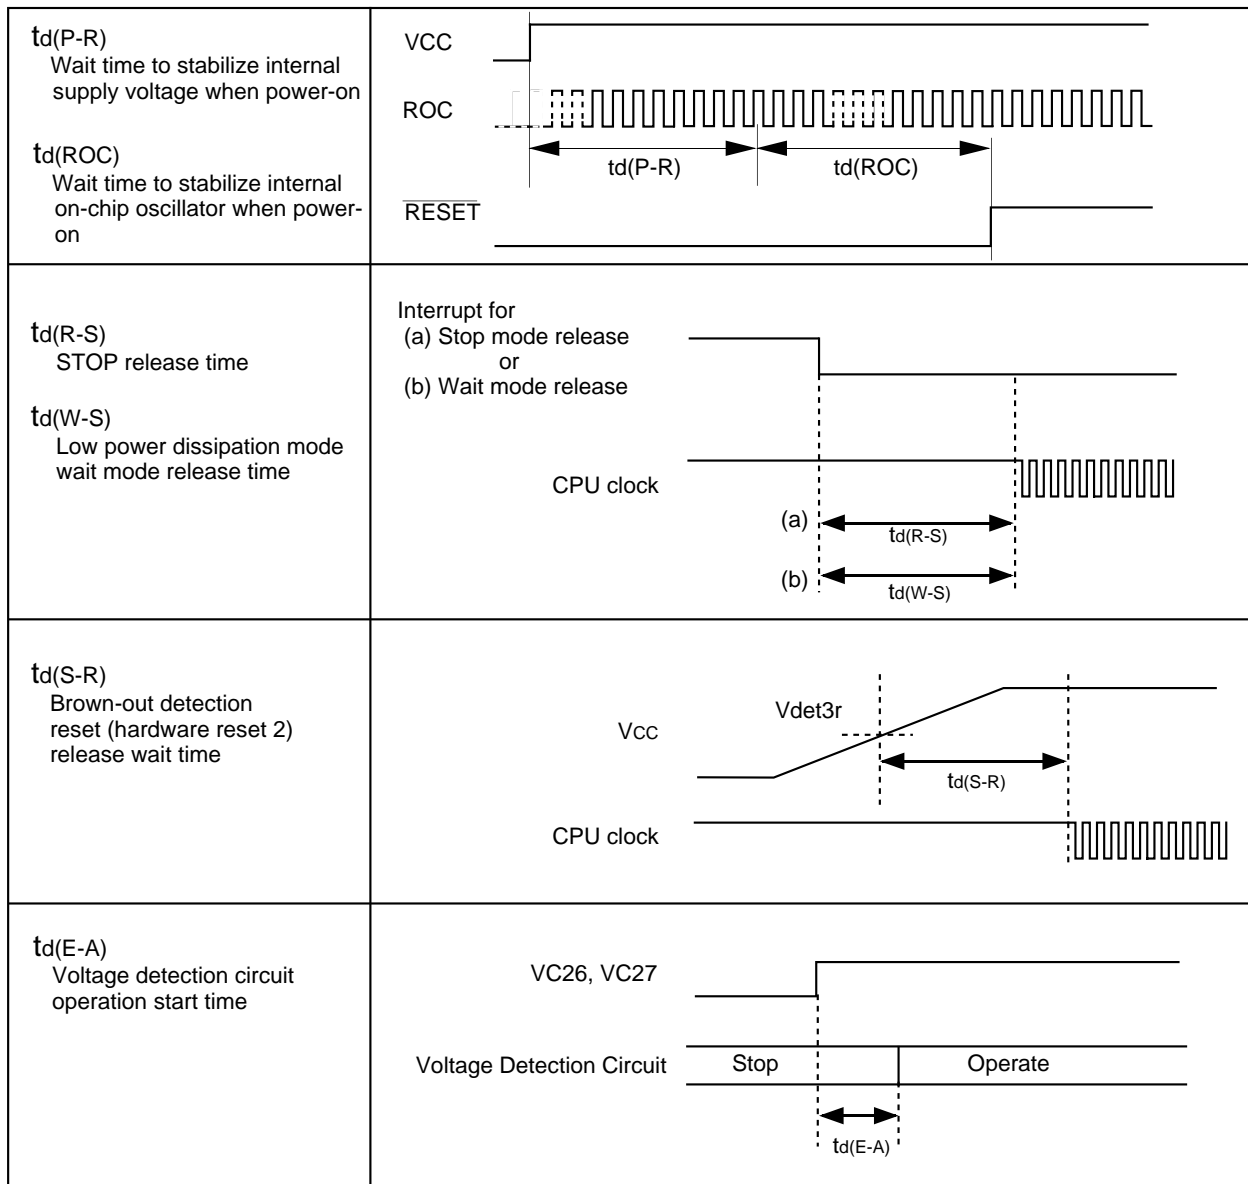 td(P-R)
Wait time to stabilize internal
supply voltage when power-on
td(ROC)
Wait time to stabilize internal
on-chip oscillator when power-
on
VCC
ROC
td(P-R)
td(ROC)
RESET
td(R-S)
STOP release time
td(W-S)
Low power dissipation mode
wait mode release time
Interrupt for
(a) Stop mode release
or
(b) Wait mode release
CPU clock
(a)
td(R-S)
(b)
td(W-S)
td(S-R)
Brown-out detection
reset (hardware reset 2)
release wait time
Vdet3r
VCC
td(S-R)
CPU clock
td(E-A)
Voltage detection circuit
operation start time
VC26, VC27
Voltage Detection Circuit
Stop
Operate
td(E-A)